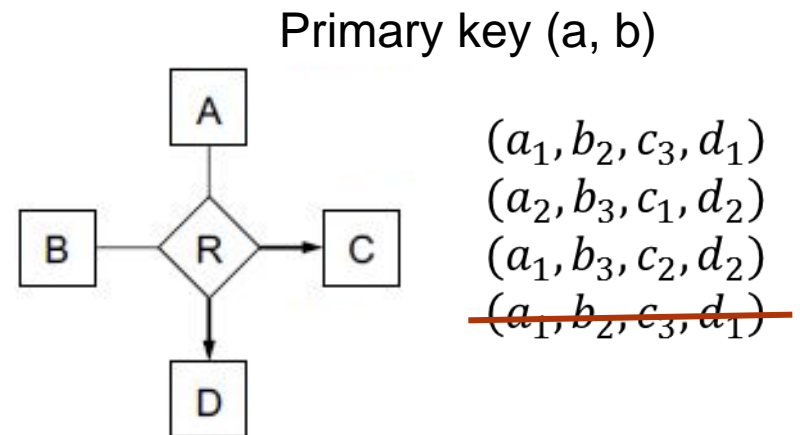 Primary key (a, b)
A
B
R
C
D
(a₁, b₂, c₃, d₁)
(a₂, b₃, c₁, d₂)
(a₁, b₃, c₂, d₂)
(a₁, b₂, c₃, d₁)